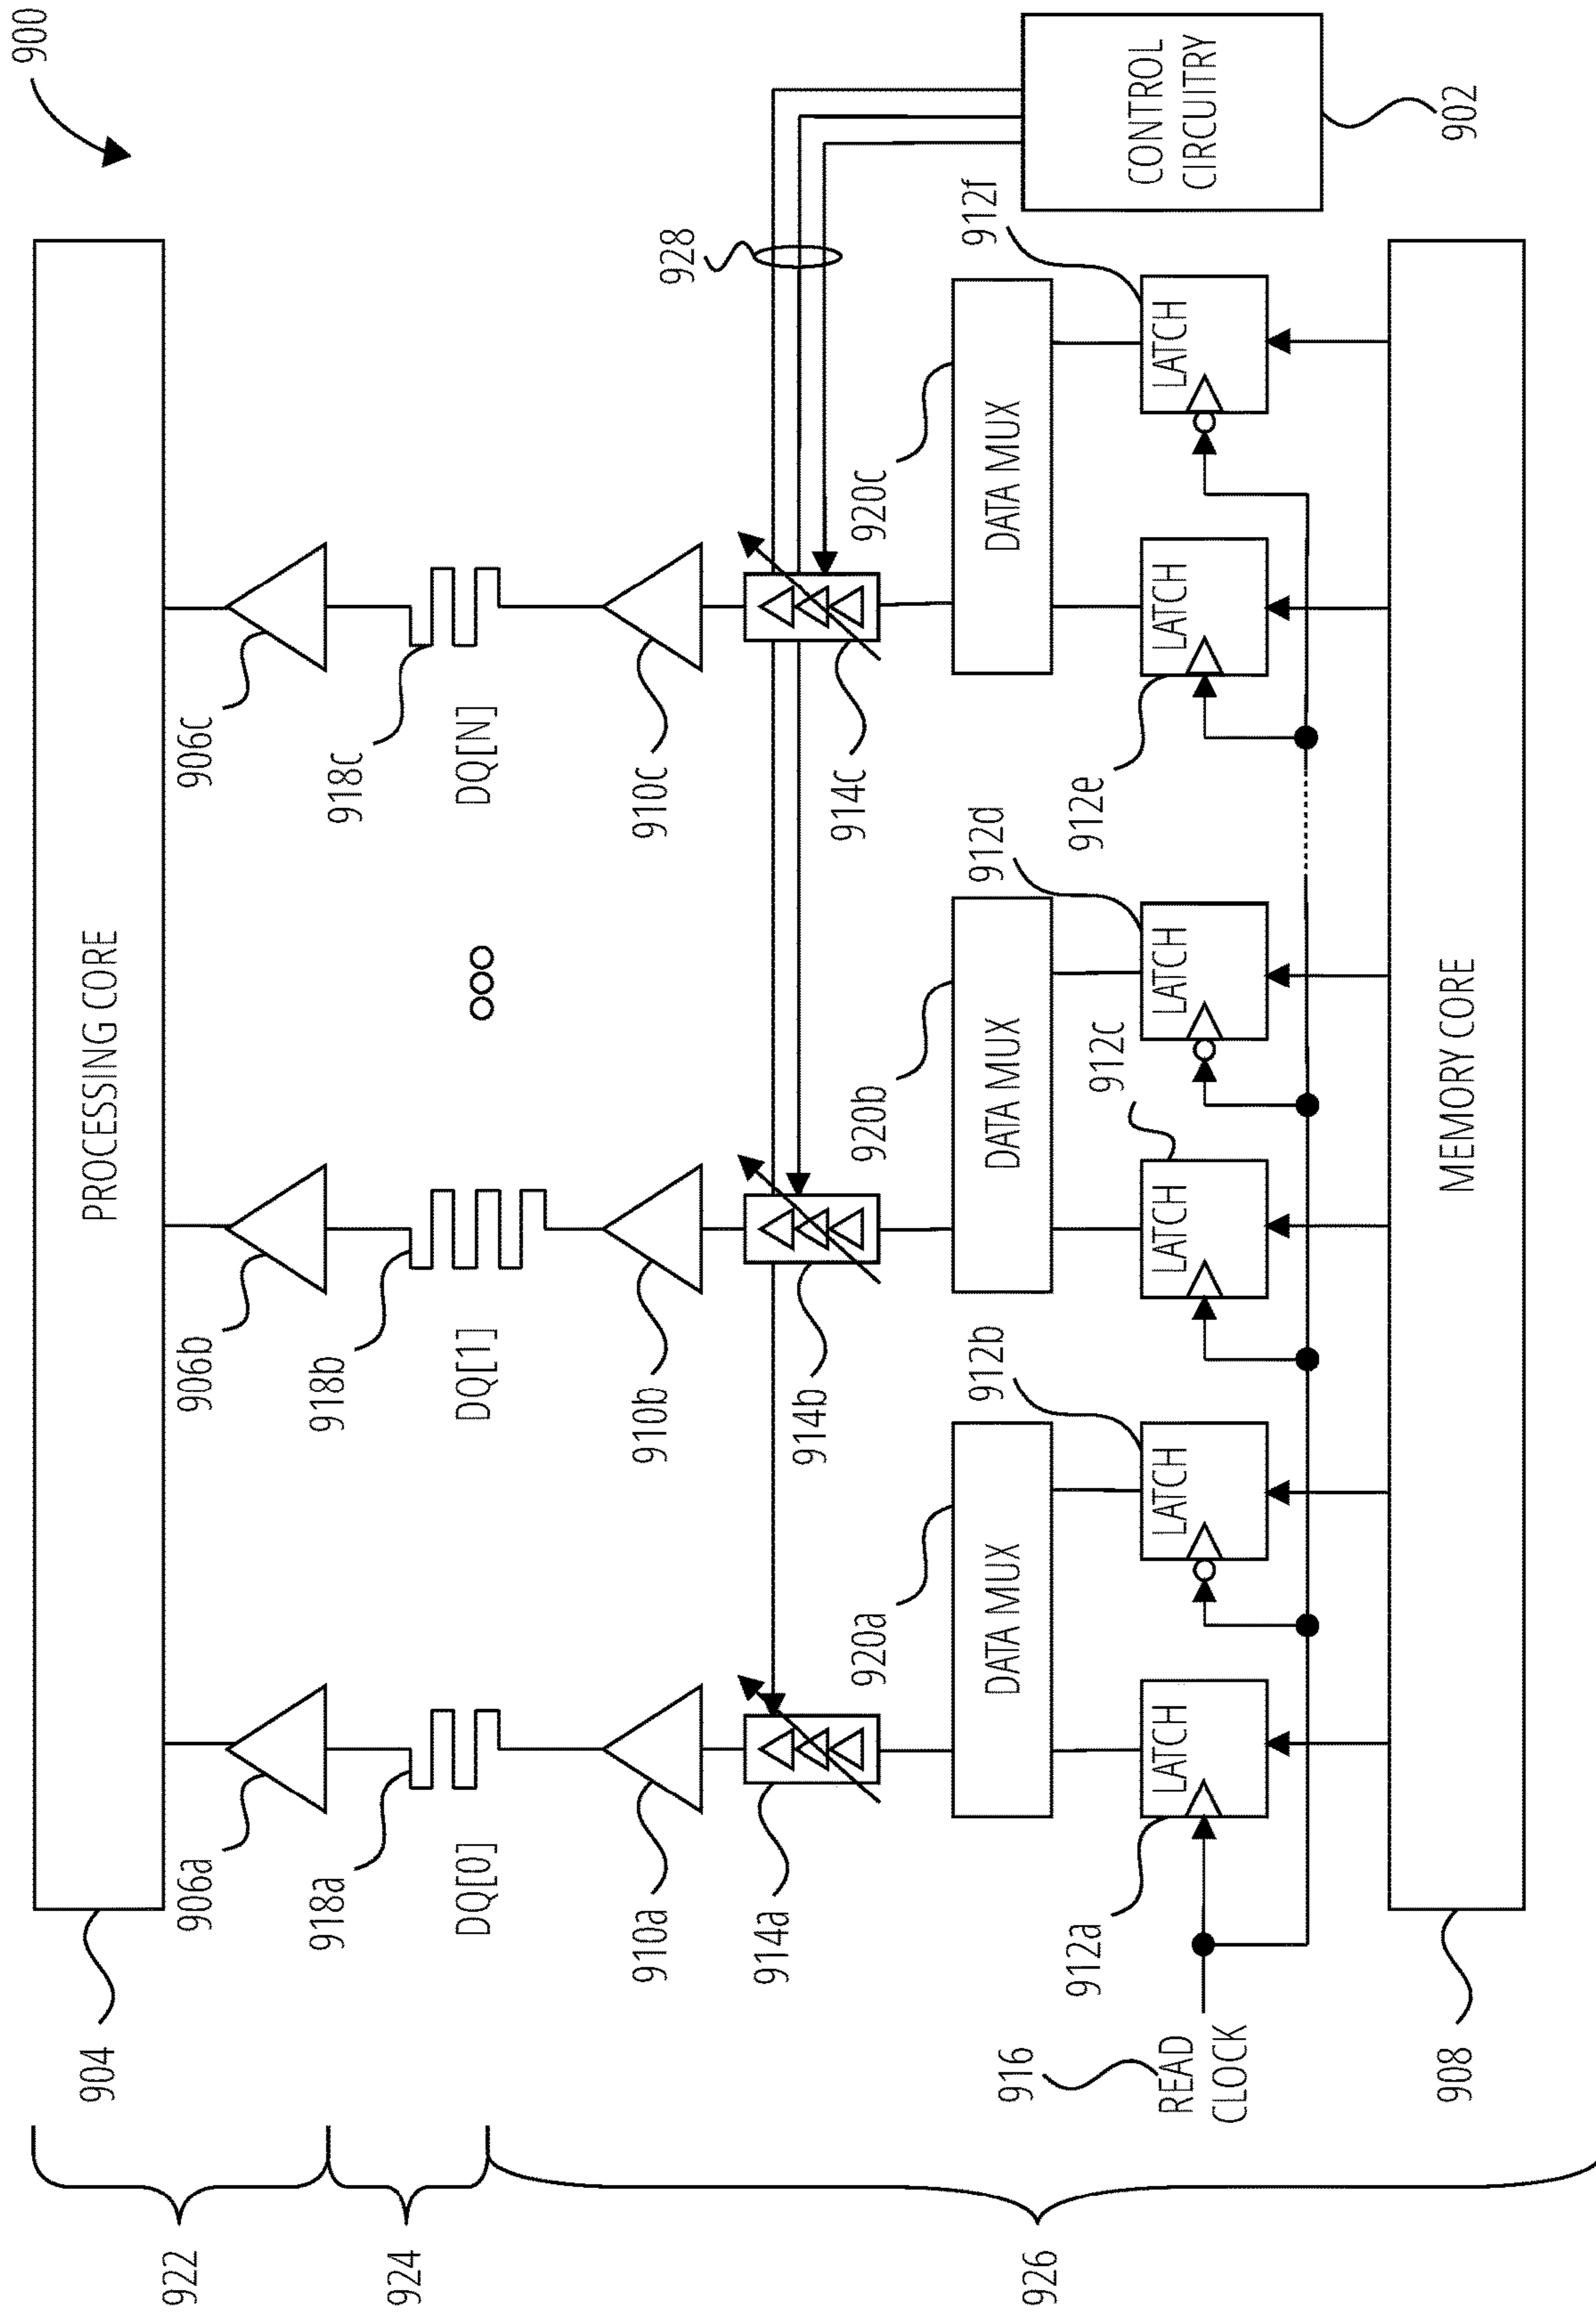 900
PROCESSING CORE
904
906a
906b
906c
918a
918b
918c
DQ[0]
DQ[1]
DQ[N]
910a
910b
910c
914a
914b
914c
928
920a
920b
920c
DATA MUX
DATA MUX
DATA MUX
912a
912b
912c
912d
912e
912f
LATCH
LATCH
LATCH
LATCH
LATCH
LATCH
CONTROL
CIRCUITRY
902
916
READ
CLOCK
MEMORY CORE
908
922
924
926